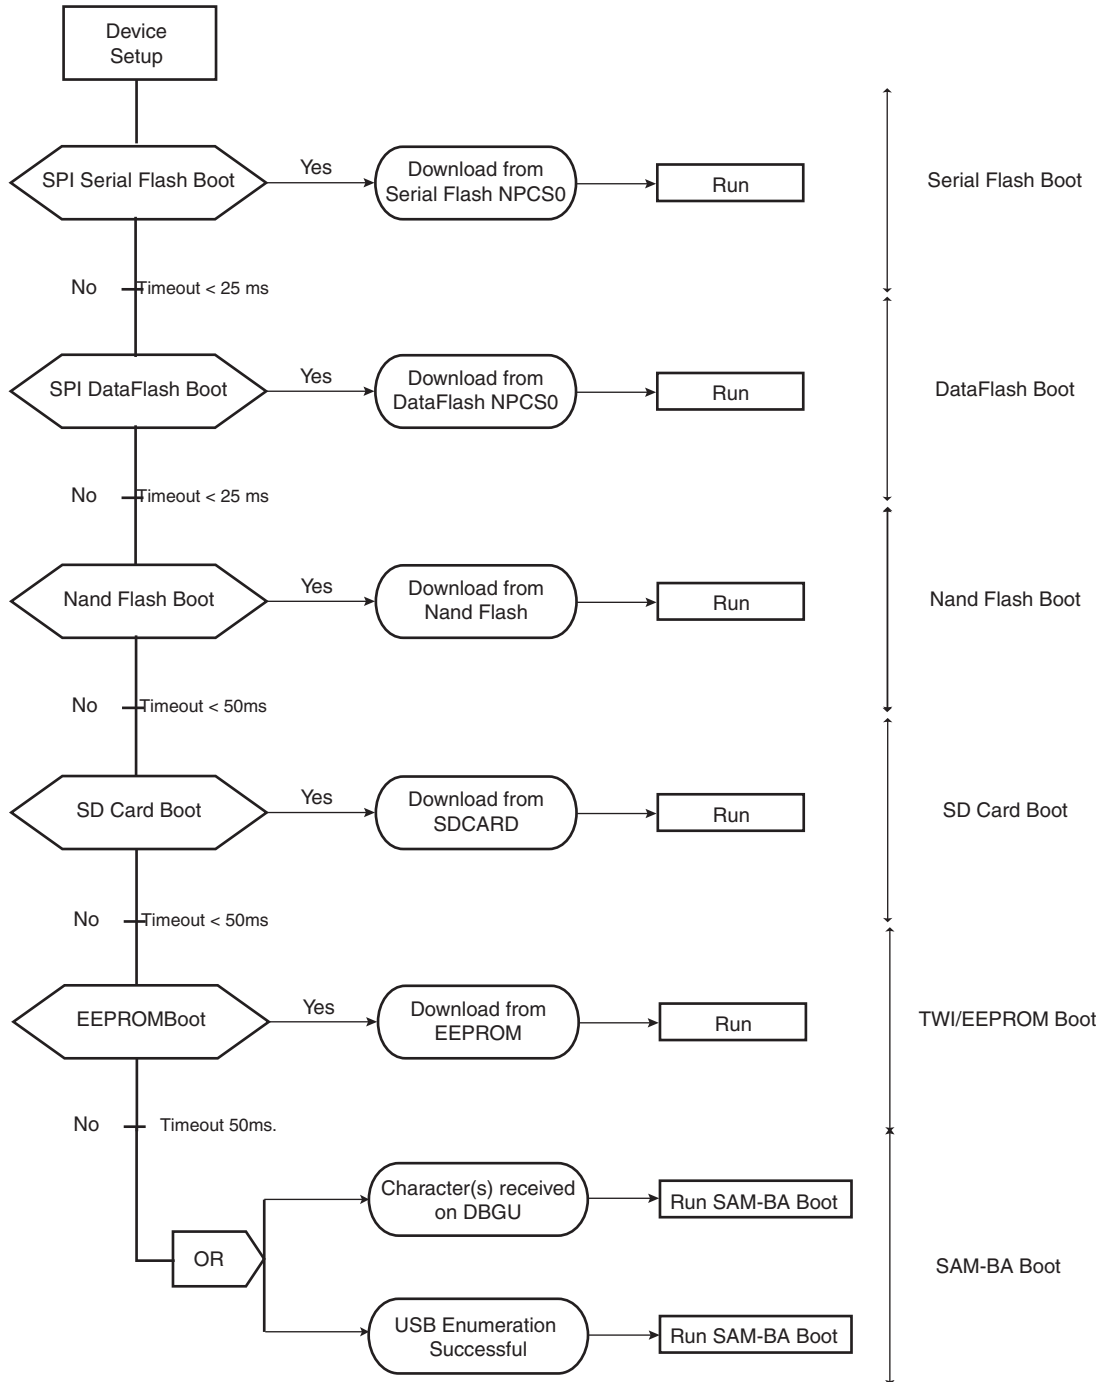 Device
Setup
SPI Serial Flash Boot
Yes
Download from
Serial Flash NPCS0
Run
Serial Flash Boot
No
Timeout < 25 ms
SPI DataFlash Boot
Yes
Download from
DataFlash NPCS0
Run
DataFlash Boot
No
Timeout < 25 ms
Nand Flash Boot
Yes
Download from
Nand Flash
Run
Nand Flash Boot
No
Timeout < 50ms
SD Card Boot
Yes
Download from
SDCARD
Run
SD Card Boot
No
Timeout < 50ms
EEPROMBoot
Yes
Download from
EEPROM
Run
TWI/EEPROM Boot
No
Timeout 50ms.
Character(s) received
on DBGU
Run SAM-BA Boot
OR
SAM-BA Boot
USB Enumeration
Successful
Run SAM-BA Boot